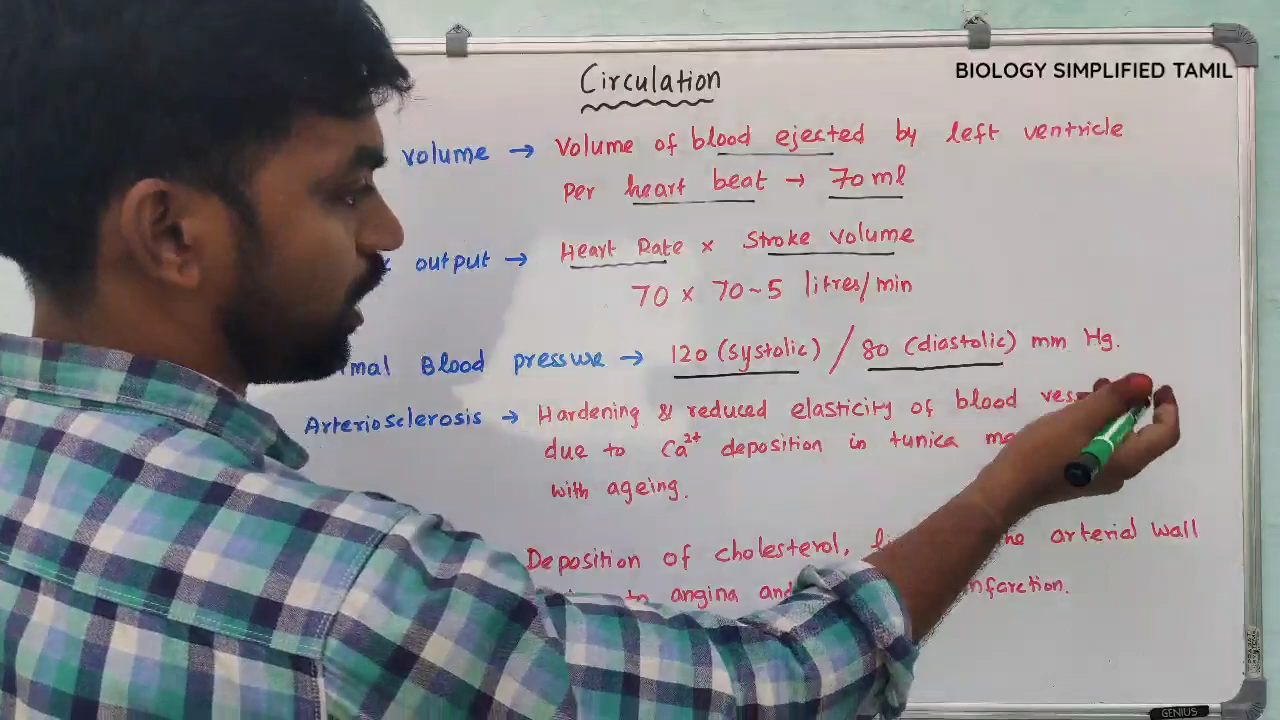 Circulation
BIOLOGY SIMPLIFIED TAMIL
volume → Volume of blood ejected by left ventricle
Per heart beat → 70 ml
output → Heart Rate × Stroke volume
70 × 70 ~ 5 litres/min
Blood pressure → 120 (systolic) / 80 (diastolic) mm Hg.
Arteriosclerosis → Hardening & reduced elasticity of blood
due to Ca²⁺ deposition in tunica
with ageing.
Deposition of cholesterol, arterial wall
angina and
GENIUS